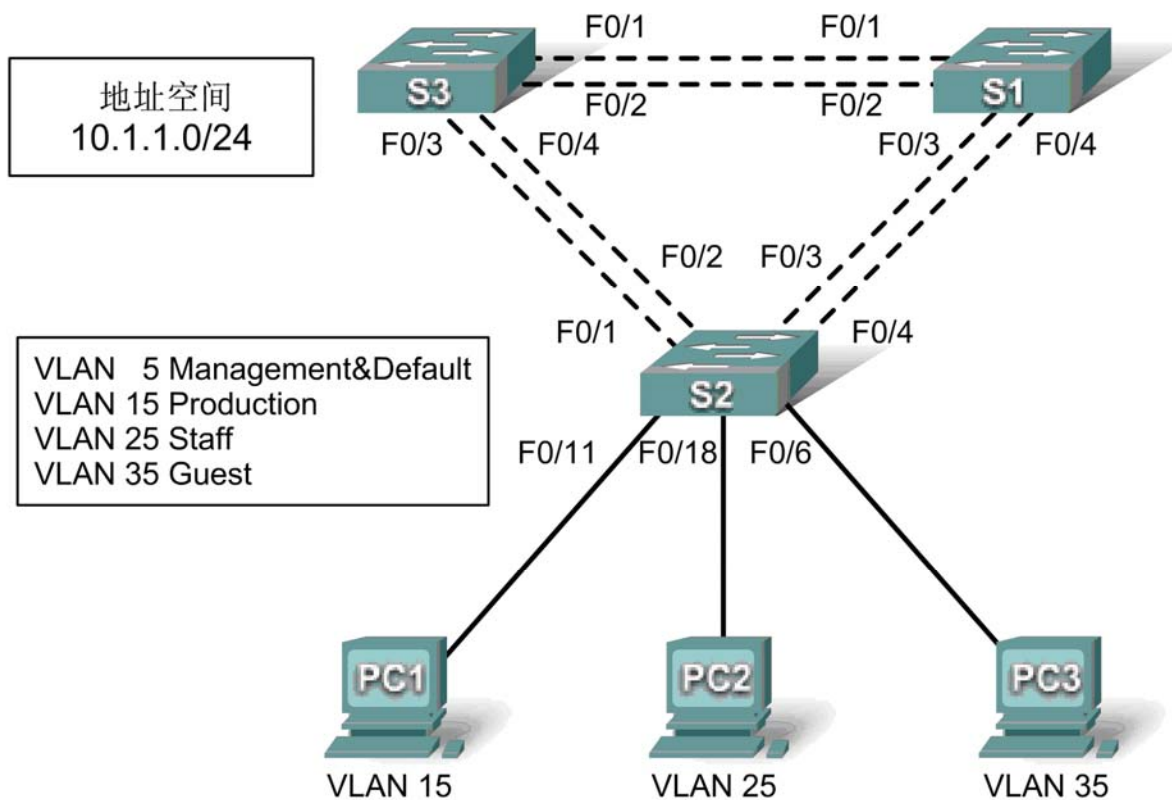 F0/1
F0/1
S3
S1
F0/2
F0/2
地址空间
10.1.1.0/24
F0/3
F0/4
F0/3
F0/4
F0/2
F0/3
F0/1
F0/4
S2
VLAN 5 Management&Default
VLAN 15 Production
VLAN 25 Staff
VLAN 35 Guest
F0/11
F0/18
F0/6
PC1
PC2
PC3
VLAN 15
VLAN 25
VLAN 35